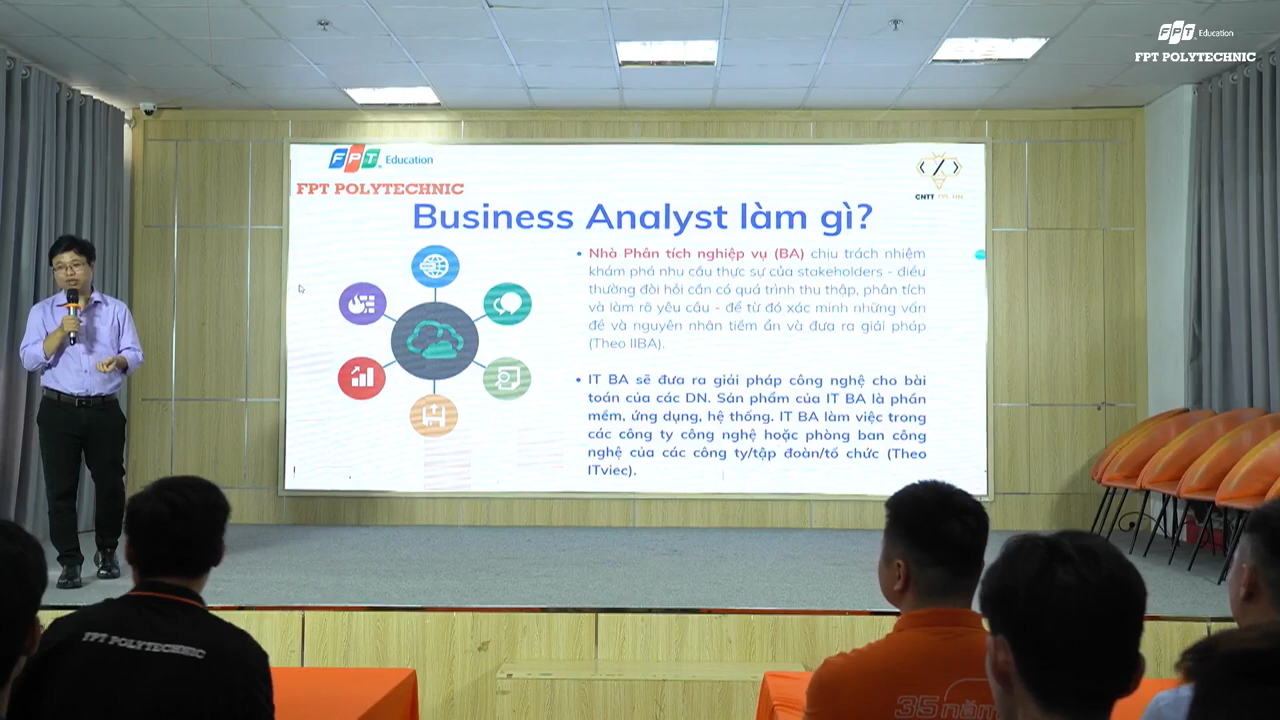 FPT Education
FPT POLYTECHNIC
FPT Education
FPT POLYTECHNIC
CNTT FPL HN
Business Analyst làm gì?
• Nhà Phân tích nghiệp vụ (BA) chịu trách nhiệm
khám phá nhu cầu thực sự của stakeholders - điều
thường đòi hỏi cần có quá trình thu thập, phân tích
và làm rõ yêu cầu - để từ đó xác minh những vấn
đề và nguyên nhân tiềm ẩn và đưa ra giải pháp
(Theo IIBA).
• IT BA sẽ đưa ra giải pháp công nghệ cho bài
toán của các DN. Sản phẩm của IT BA là phần
mềm, ứng dụng, hệ thống. IT BA làm việc trong
các công ty công nghệ hoặc phòng ban công
nghệ của các công ty/tập đoàn/tổ chức (Theo
ITviec).
FPT POLYTECHNIC
35 năm